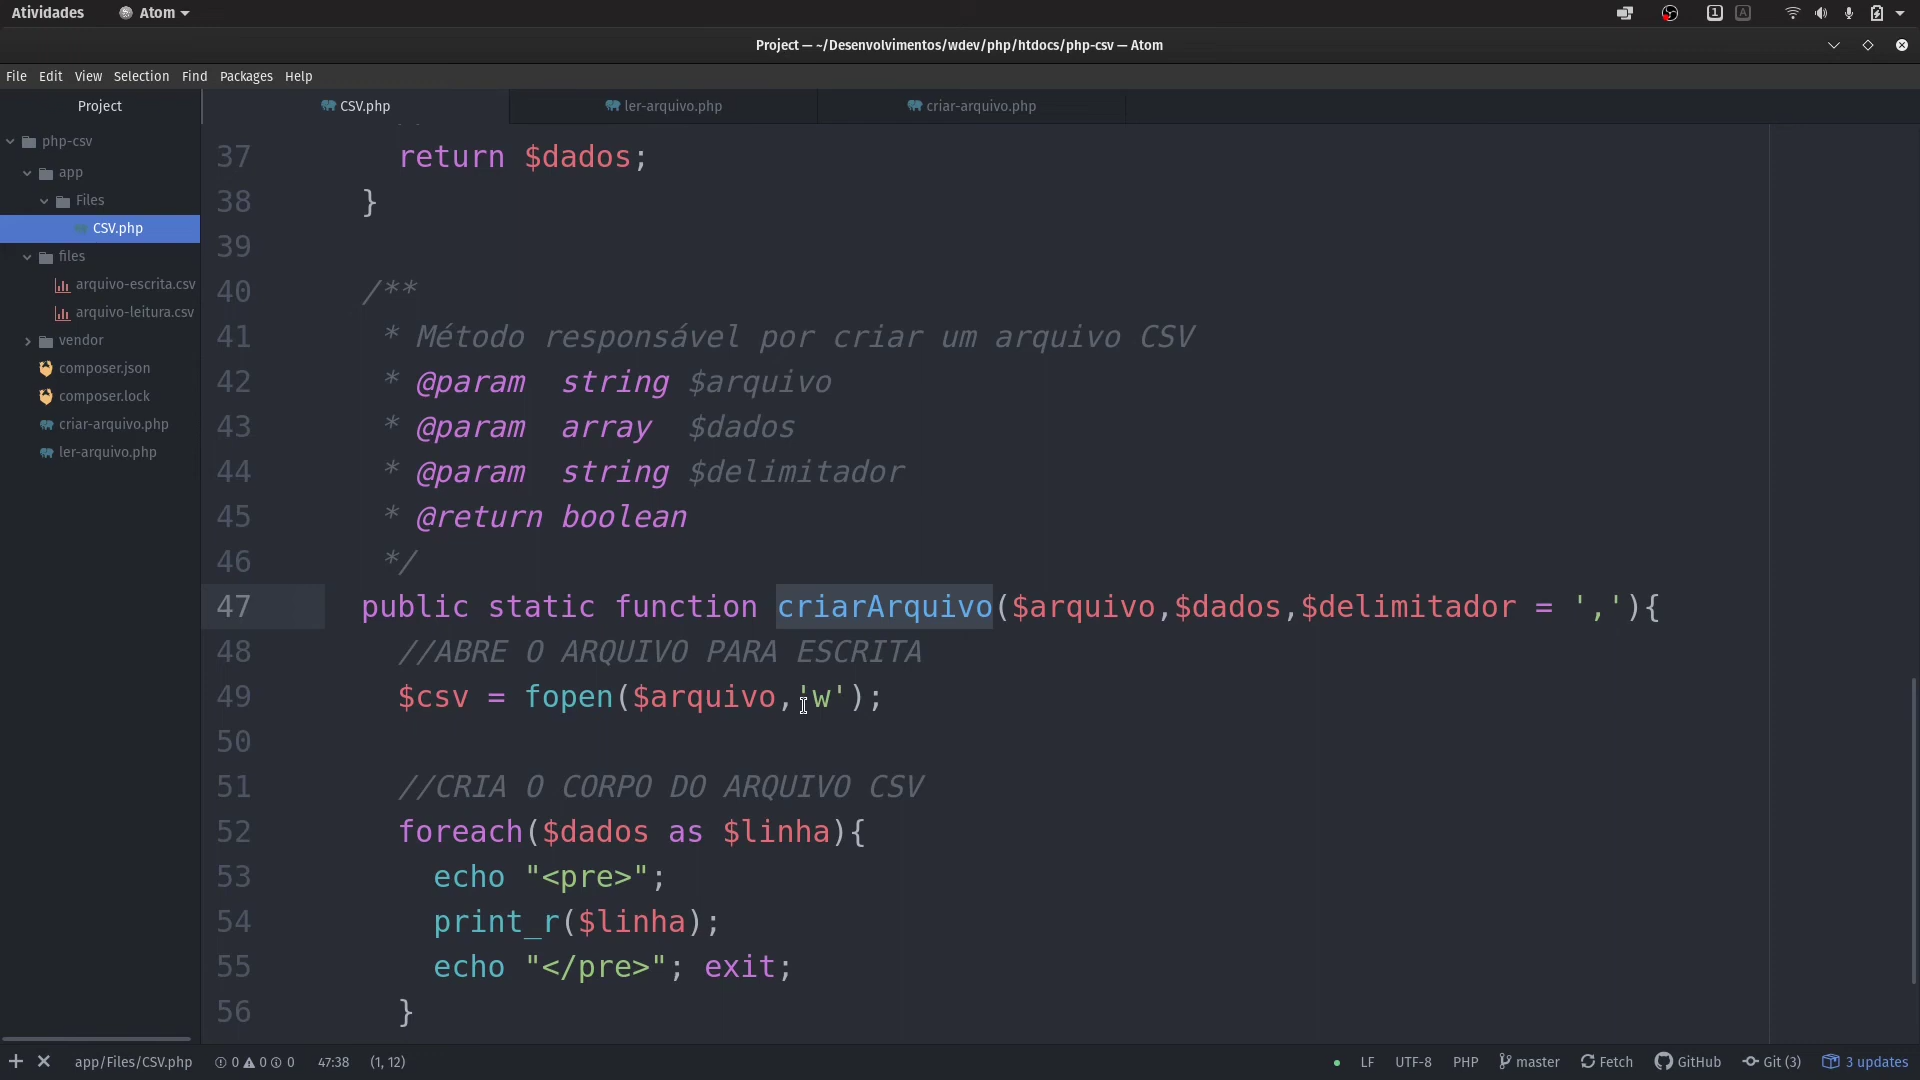 Atividades
Atom
1
A
Project — ~/Desenvolvimentos/wdev/php/htdocs/php-csv — Atom
File Edit View Selection Find Packages Help
Project
CSV.php
ler-arquivo.php
criar-arquivo.php
php-csv
app
Files
CSV.php
files
arquivo-escrita.csv
arquivo-leitura.csv
vendor
composer.json
composer.lock
criar-arquivo.php
ler-arquivo.php
37 return $dados;
38 }
39
40 /**
41 * Método responsável por criar um arquivo CSV
42 * @param string $arquivo
43 * @param array $dados
44 * @param string $delimitador
45 * @return boolean
46 */
47 public static function criarArquivo($arquivo,$dados,$delimitador = ','){
48 //ABRE O ARQUIVO PARA ESCRITA
49 $csv = fopen($arquivo,'w');
50
51 //CRIA O CORPO DO ARQUIVO CSV
52 foreach($dados as $linha){
53 echo "<pre>";
54 print_r($linha);
55 echo "</pre>"; exit;
56 }
app/Files/CSV.php 0 0 0 47:38 (1, 12) LF UTF-8 PHP master Fetch GitHub Git (3) 3 updates